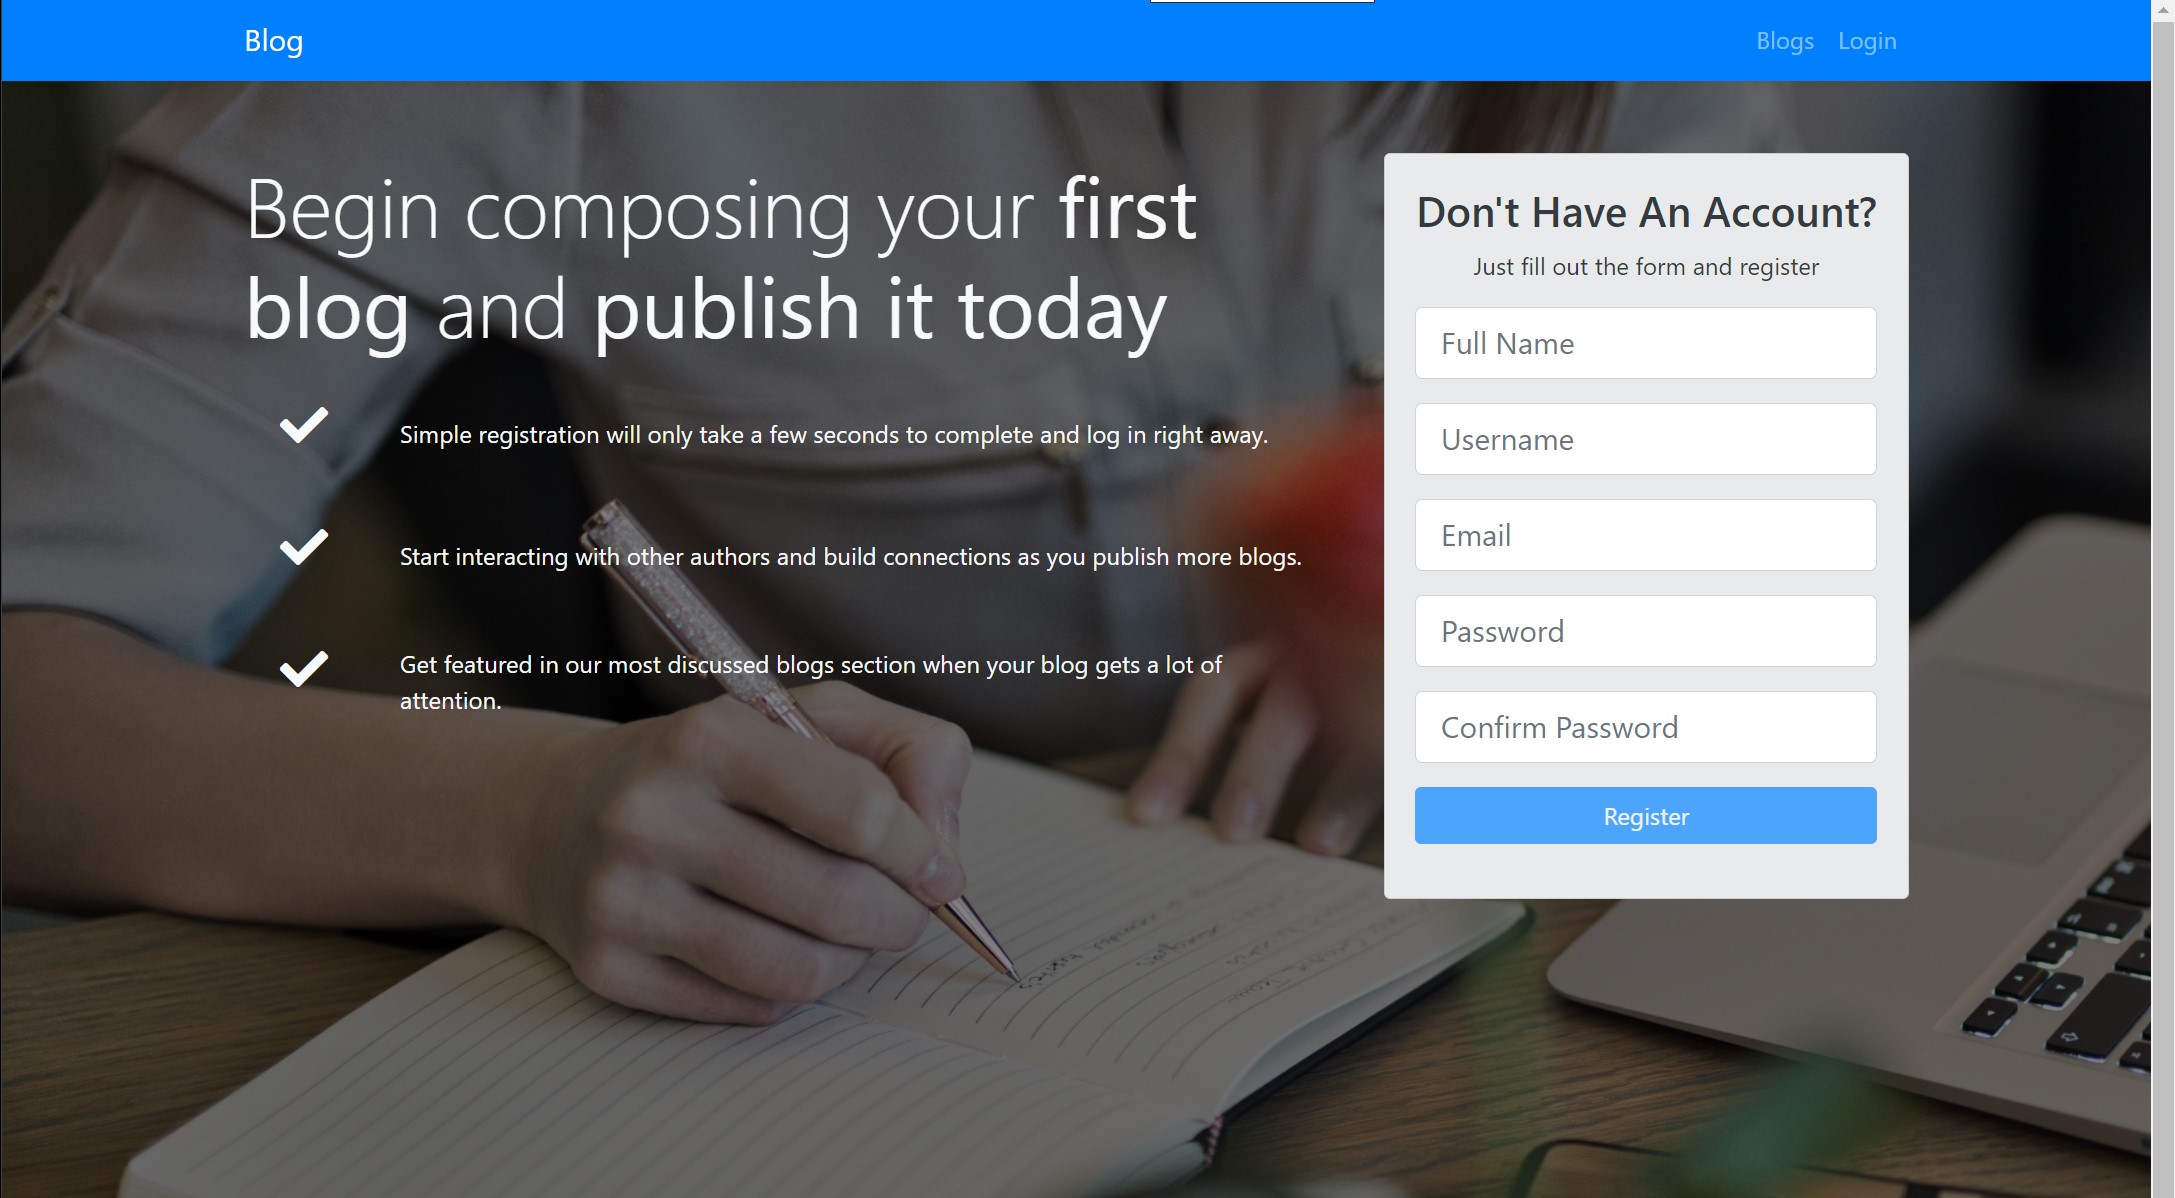 Blog
Blogs
Login
Begin composing your first
blog and publish it today
Simple registration will only take a few seconds to complete and log in right away.
Start interacting with other authors and build connections as you publish more blogs.
Get featured in our most discussed blogs section when your blog gets a lot of
attention.
Don't Have An Account?
Just fill out the form and register
Full Name
Username
Email
Password
Confirm Password
Register